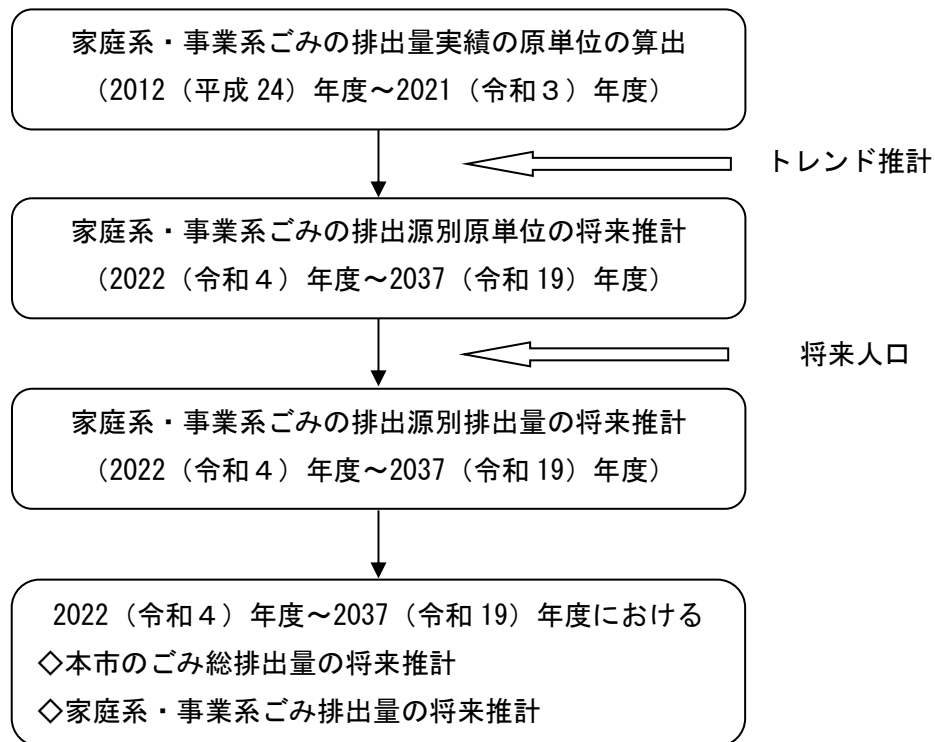 家庭系・事業系ごみの排出量実績の原単位の算出
（2012（平成 24）年度～2021（令和３）年度）
トレンド推計
家庭系・事業系ごみの排出源別原単位の将来推計
（2022（令和４）年度～2037（令和 19）年度）
将来人口
家庭系・事業系ごみの排出源別排出量の将来推計
（2022（令和４）年度～2037（令和 19）年度）
2022（令和４）年度～2037（令和 19）年度における
◇本市のごみ総排出量の将来推計
◇家庭系・事業系ごみ排出量の将来推計